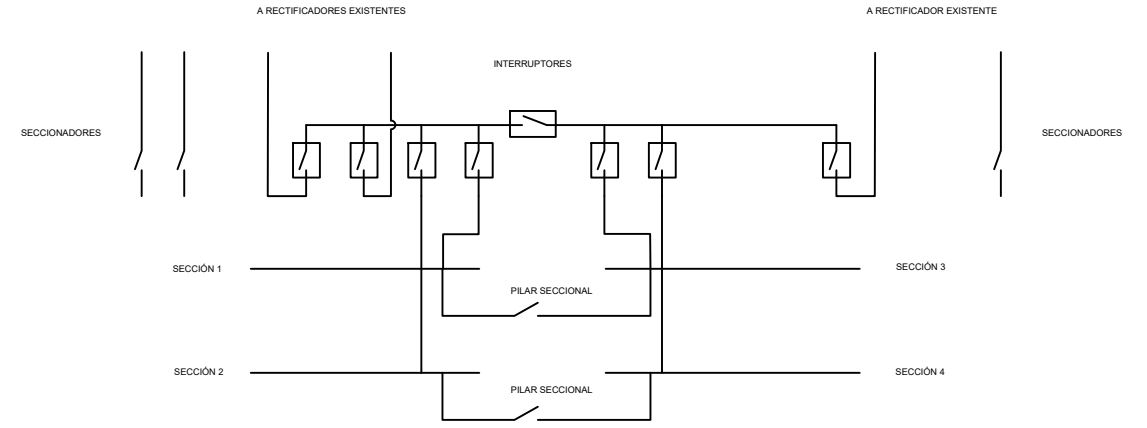 A RECTIFICADORES EXISTENTES
A RECTIFICADOR EXISTENTE
INTERRUPTORES
SECCIONADORES
SECCIONADORES
SECCIÓN 1
SECCIÓN 3
PILAR SECCIONAL
SECCIÓN 2
SECCIÓN 4
PILAR SECCIONAL